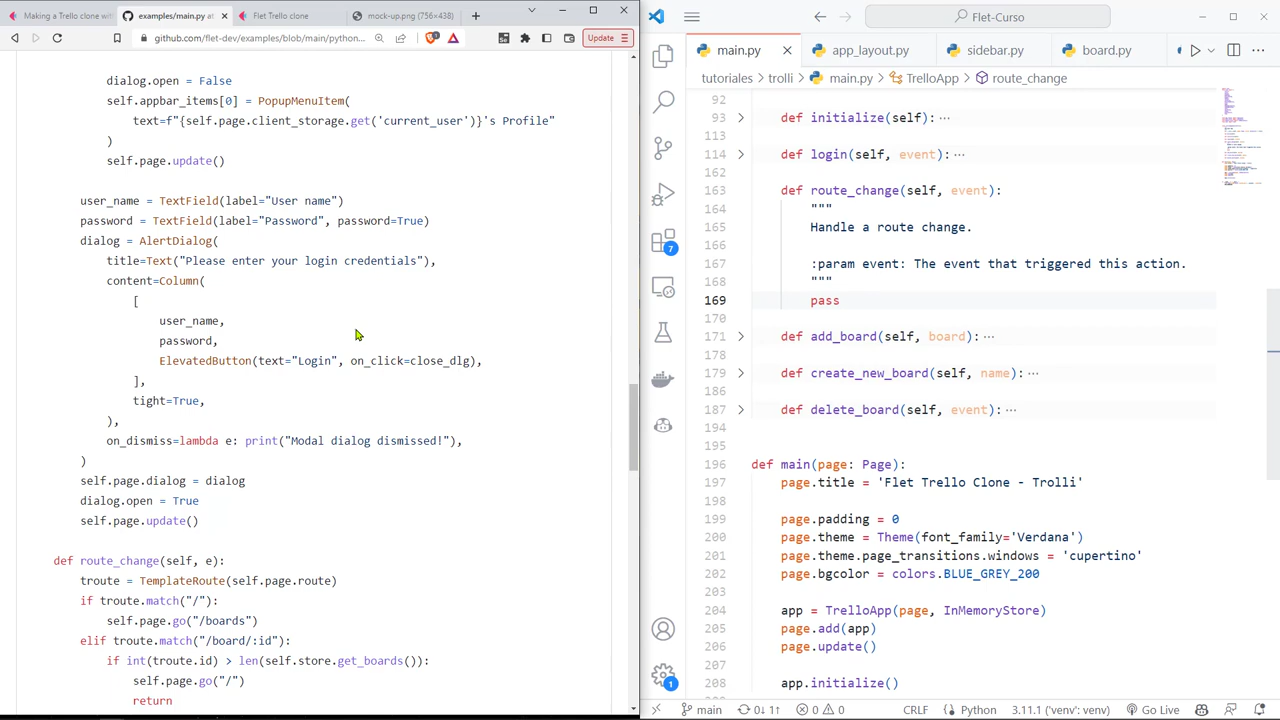 Making a Trello clone with
examples/main.py at
Trello clone
mock-up.png (756x438)
github.com/flet-dev/examples/blob/main/python...
Update
dialog.open = False
self.appbar_items[0] = PopupMenuItem(
text=f"{self.page.client_storage.get('current_user')}'s Profile"
self.page.update()
user_name = TextField(label="User name")
password = TextField(label="Password", password=True)
dialog = AlertDialog(
title=Text("Please enter your login credentials"),
content=Column(
[
user_name,
password,
ElevatedButton(text="Login", on_click=close_dlg),
],
tight=True,
),
on_dismiss=lambda e: print("Modal dialog dismissed!"),
)
self.page.dialog = dialog
dialog.open = True
self.page.update()
def route_change(self, e):
troute = TemplateRoute(self.page.route)
if troute.match("/"):
self.page.go("/boards")
elif troute.match("/board/:id"):
if int(troute.id) > len(self.store.get_boards()):
self.page.go("/")
return
Flet-Curso
main.py
app_layout.py
sidebar.py
board
tutoriales > trolli > main.py > TrelloApp > route_change
92
93 def initialize(self): ...
113
114 def login(self, event): ...
162
163 def route_change(self, event):
164 """
165 Handle a route change.
166
167 :param event: The event that triggered this action.
168 """
169 pass
170
171 def add_board(self, board): ...
178
179 def create_new_board(self, name): ...
186
187 def delete_board(self, event): ...
194
195
196 def main(page: Page):
197 page.title = 'Flet Trello Clone - Trolli'
198
199 page.padding = 0
200 page.theme = Theme(font_family='Verdana')
201 page.theme.page_transitions.windows = 'cupertino'
202 page.bgcolor = colors.BLUE_GREY_200
203
204 app = TrelloApp(page, InMemoryStore)
205 page.add(app)
206 page.update()
207
208 app.initialize()
7
1
main
0↓ 1↑
0
0
CRLF
Python
3.11.1 ('venv': venv)
Go Live